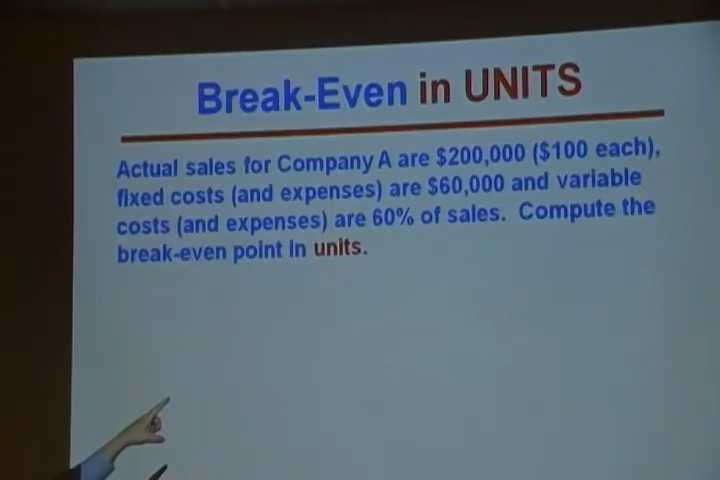 Break-Even in UNITS
Actual sales for Company A are $200,000 ($100 each),
fixed costs (and expenses) are $60,000 and variable
costs (and expenses) are 60% of sales. Compute the
break-even point in units.